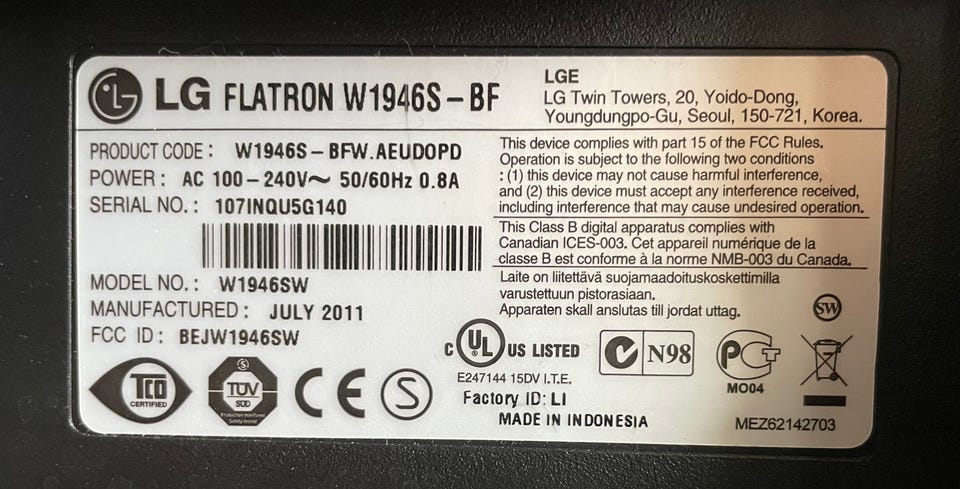 LG FLATRON W1946S-BF
LGE
LG Twin Towers, 20, Yoido-Dong,
Youngdungpo-Gu, Seoul, 150-721, Korea.
PRODUCT CODE : W1946S-BFW.AEUDOPD
POWER : AC 100-240V~ 50/60Hz 0.8A
SERIAL NO. : 107INQU5G140
MODEL NO. : W1946SW
MANUFACTURED : JULY 2011
FCC ID : BEJW1946SW
This device complies with part 15 of the FCC Rules.
Operation is subject to the following two conditions
: (1) this device may not cause harmful interference,
and (2) this device must accept any interference received,
including interference that may cause undesired operation.
This Class B digital apparatus complies with
Canadian ICES-003. Cet appareil numérique de la
classe B est conforme à la norme NMB-003 du Canada.
Laite on liitettävä suojamaadoituskoskettimilla
varustettuun pistorasiaan.
Apparaten skall anslutas till jordat uttag.
SW
TCO
CERTIFIED
S
TÜV
SÜD
Production monitored
Safety tested
CE
S
C UL US LISTED
E247144 15DV I.T.E.
N98
PCT
MO04
Factory ID: LI
MADE IN INDONESIA
MEZ62142703